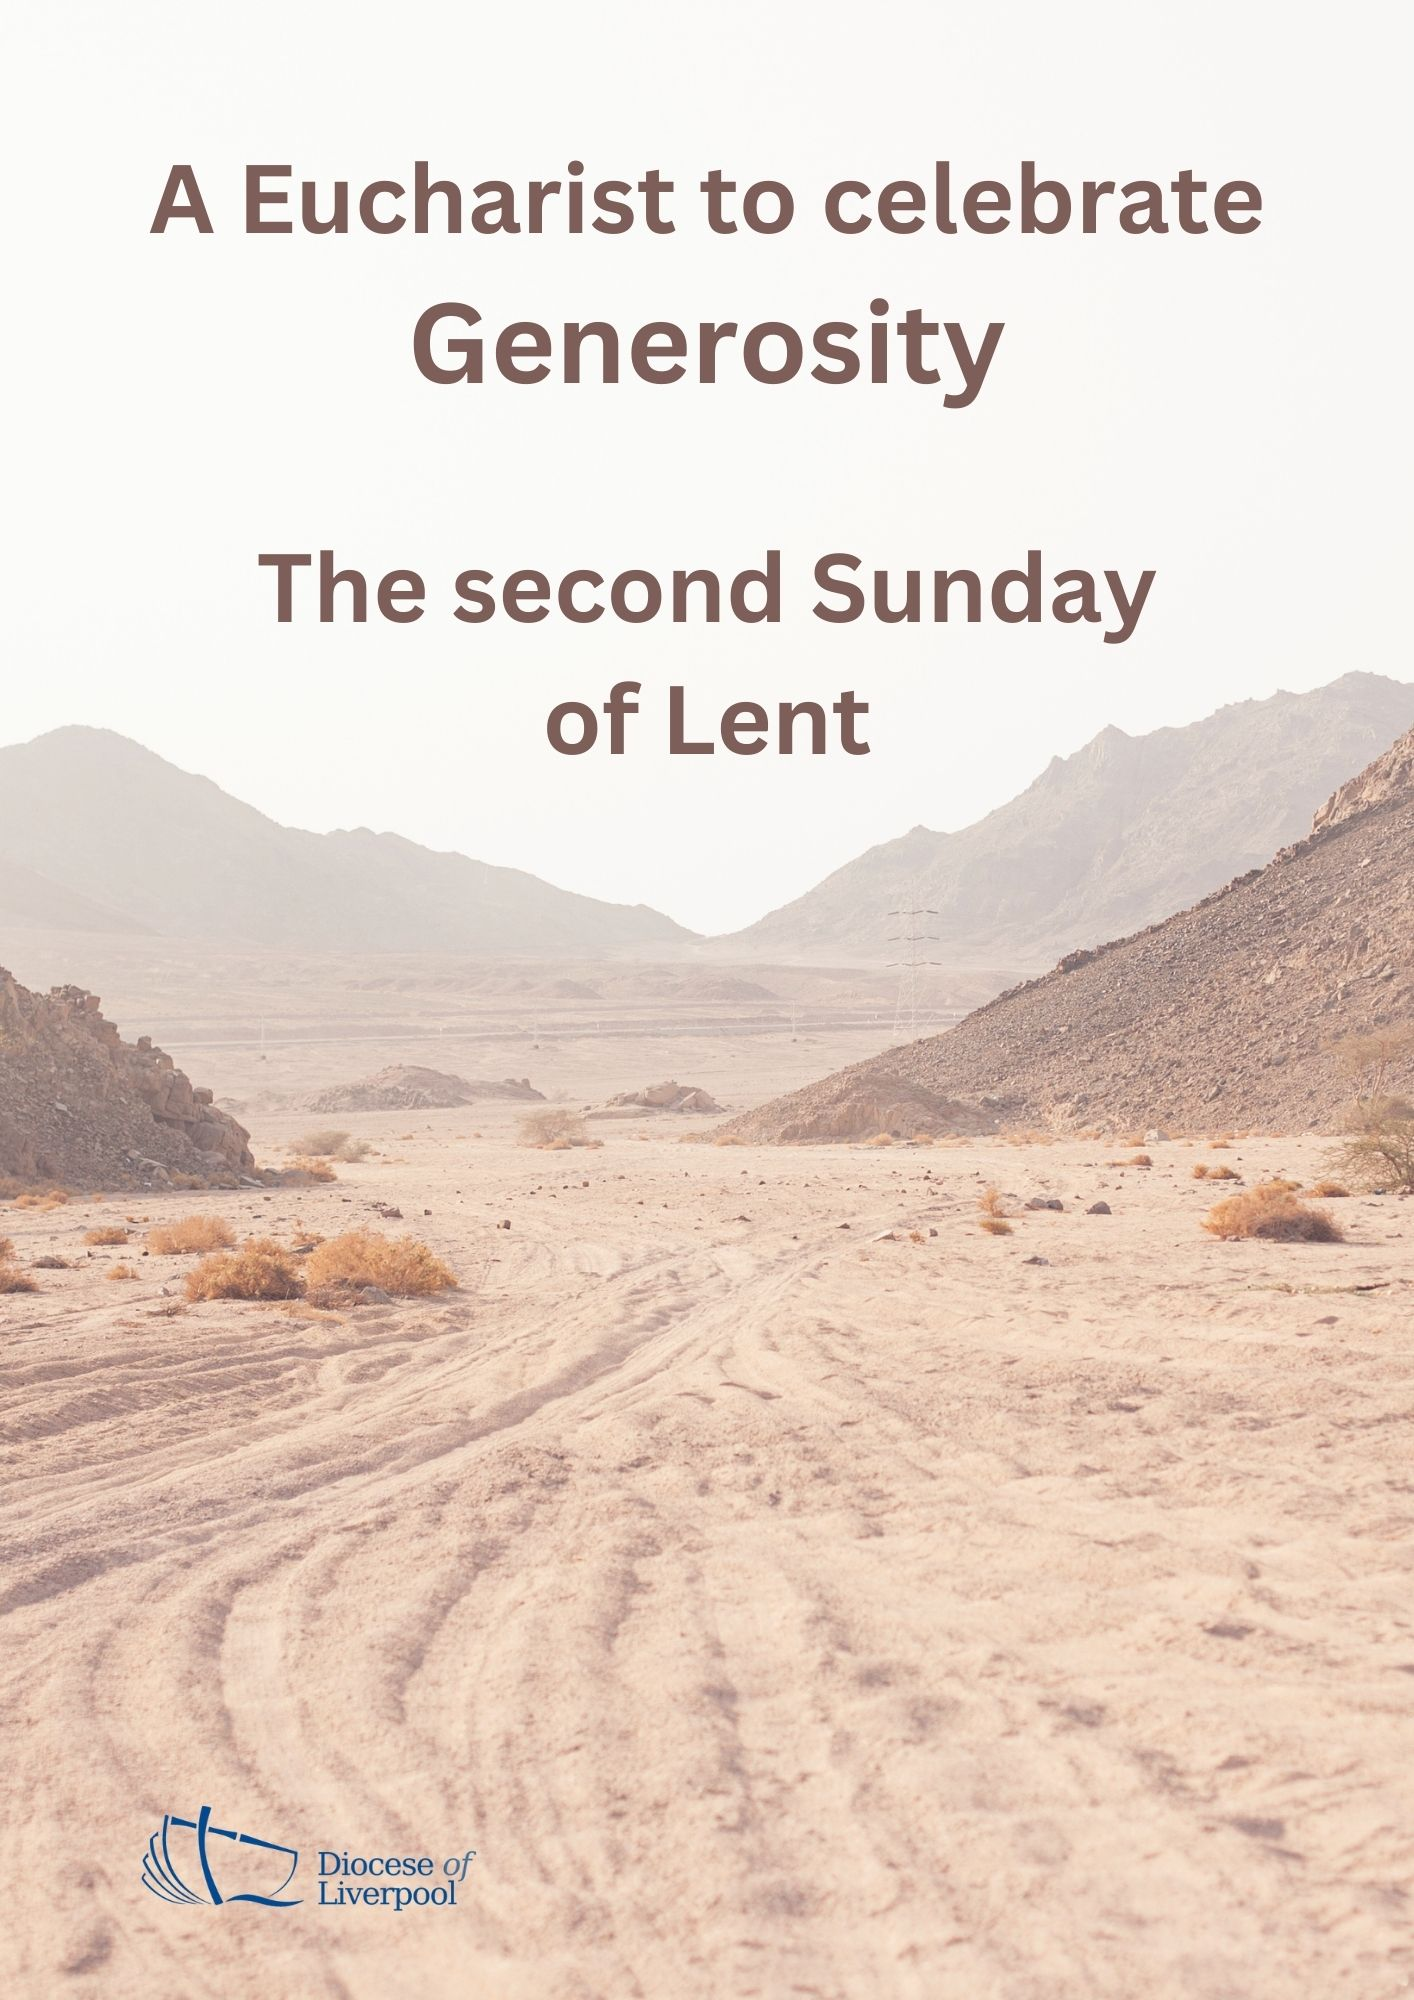 A Eucharist to celebrate
Generosity
The second Sunday
of Lent
Diocese of
Liverpool